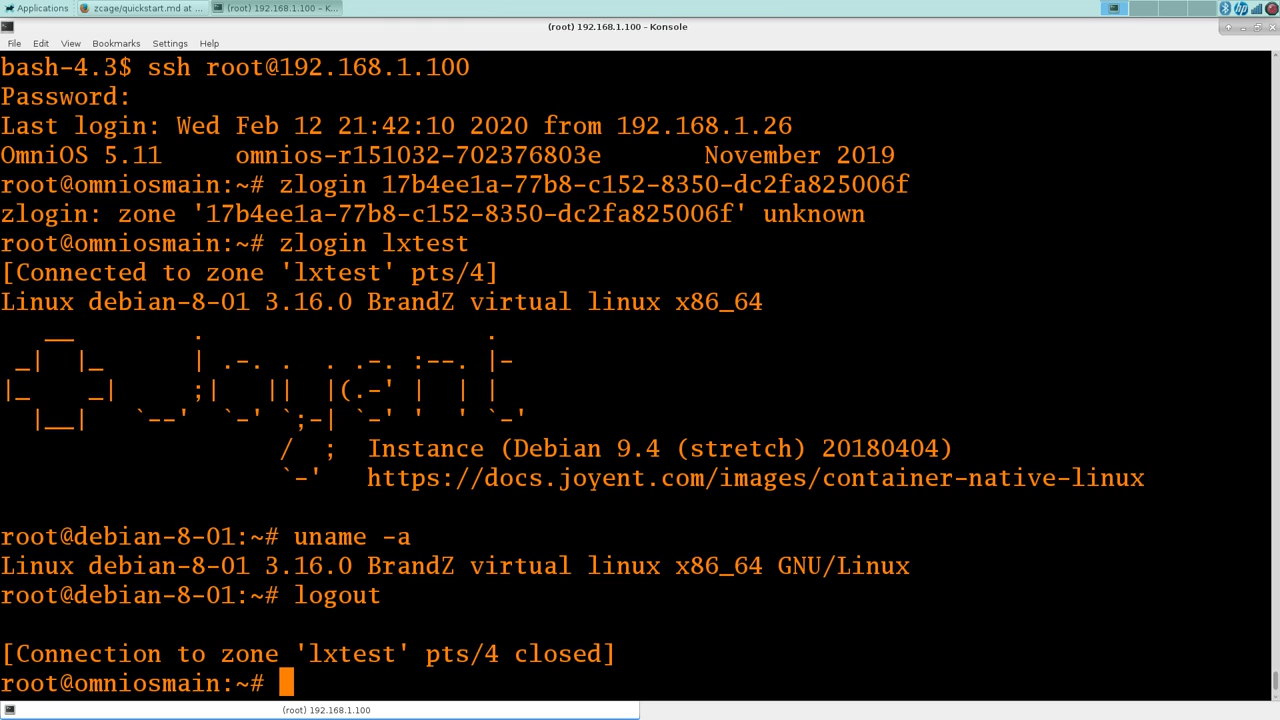 Applications
zcage/quickstart.md at ...
(root) 192.168.1.100 – K...
(root) 192.168.1.100 – Konsole
File Edit View Bookmarks Settings Help
bash-4.3$ ssh root@192.168.1.100
Password:
Last login: Wed Feb 12 21:42:10 2020 from 192.168.1.26
OmniOS 5.11     omnios-r151032-702376803e       November 2019
root@omniosmain:~# zlogin 17b4ee1a-77b8-c152-8350-dc2fa825006f
zlogin: zone '17b4ee1a-77b8-c152-8350-dc2fa825006f' unknown
root@omniosmain:~# zlogin lxtest
[Connected to zone 'lxtest' pts/4]
Linux debian-8-01 3.16.0 BrandZ virtual linux x86_64
   __        .                   .
 _|  |_      | .-. .  . .-. :--. |-
|_    _|     ;|   ||  |(.-' |  | |
  |__|   `--'  `-' `;-| `-' '  ' `-'
                   /  ;  Instance (Debian 9.4 (stretch) 20180404)
                   `-'   https://docs.joyent.com/images/container-native-linux
root@debian-8-01:~# uname -a
Linux debian-8-01 3.16.0 BrandZ virtual linux x86_64 GNU/Linux
root@debian-8-01:~# logout
[Connection to zone 'lxtest' pts/4 closed]
root@omniosmain:~#
(root) 192.168.1.100